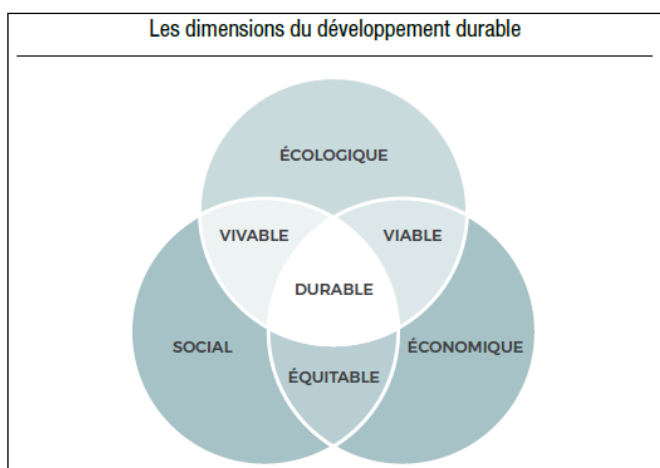 Les dimensions du développement durable
ÉCOLOGIQUE
VIVABLE
VIABLE
DURABLE
SOCIAL
ÉCONOMIQUE
ÉQUITABLE